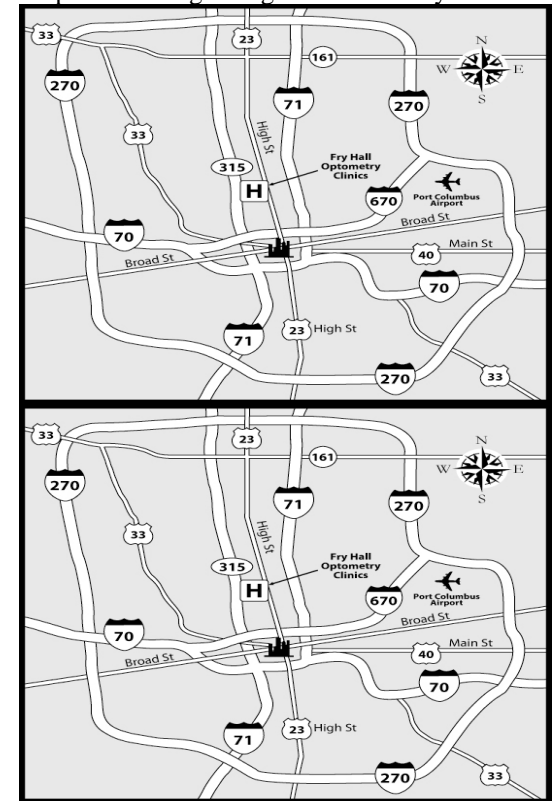 33
23
161
N
W E
S
270
71
270
High St
33
315
Fry Hall
Optometry
Clinics
H
670
Port Columbus
Airport
Broad St
70
Main St
40
Broad St
70
71
23 High St
270
33
33
23
161
N
W E
S
270
71
270
High St
33
315
Fry Hall
Optometry
Clinics
H
670
Port Columbus
Airport
Broad St
70
Main St
40
Broad St
70
71
23 High St
270
33